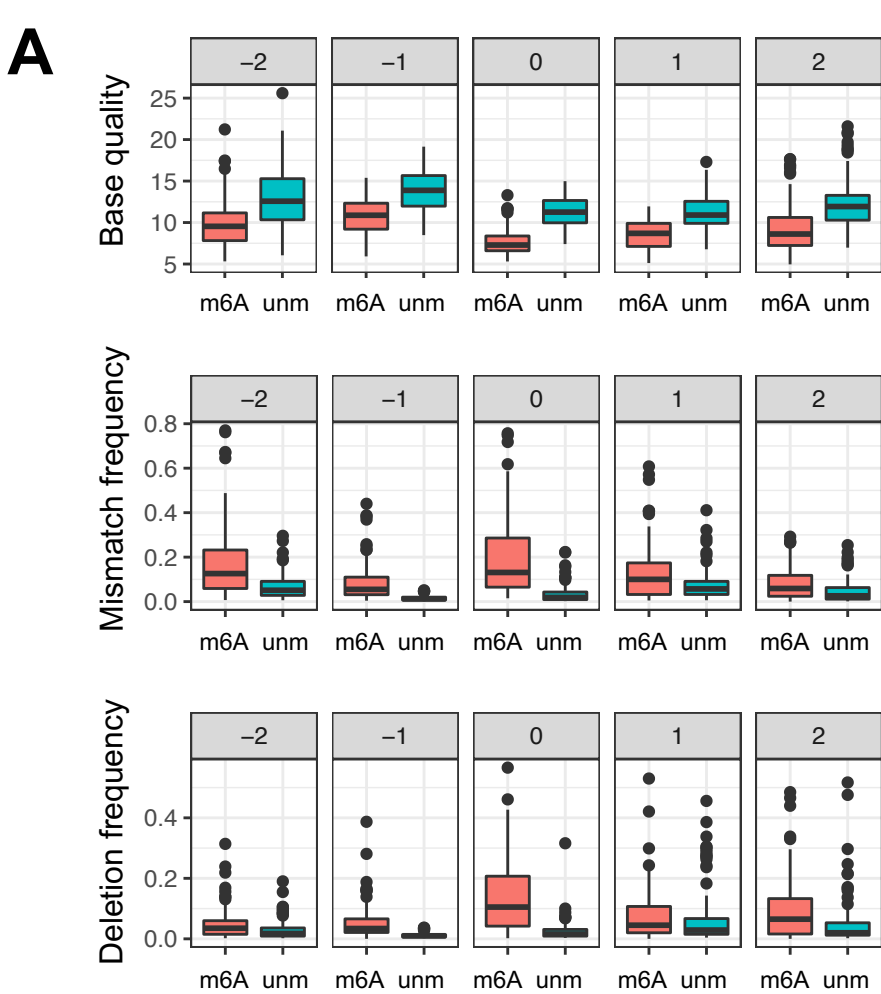 A
−2 −1 0 1 2
Base quality
25
20
15
10
5
m6A unm m6A unm m6A unm m6A unm m6A unm
−2 −1 0 1 2
Mismatch frequency
0.8
0.6
0.4
0.2
0.0
m6A unm m6A unm m6A unm m6A unm m6A unm
−2 −1 0 1 2
Deletion frequency
0.4
0.2
0.0
m6A unm m6A unm m6A unm m6A unm m6A unm